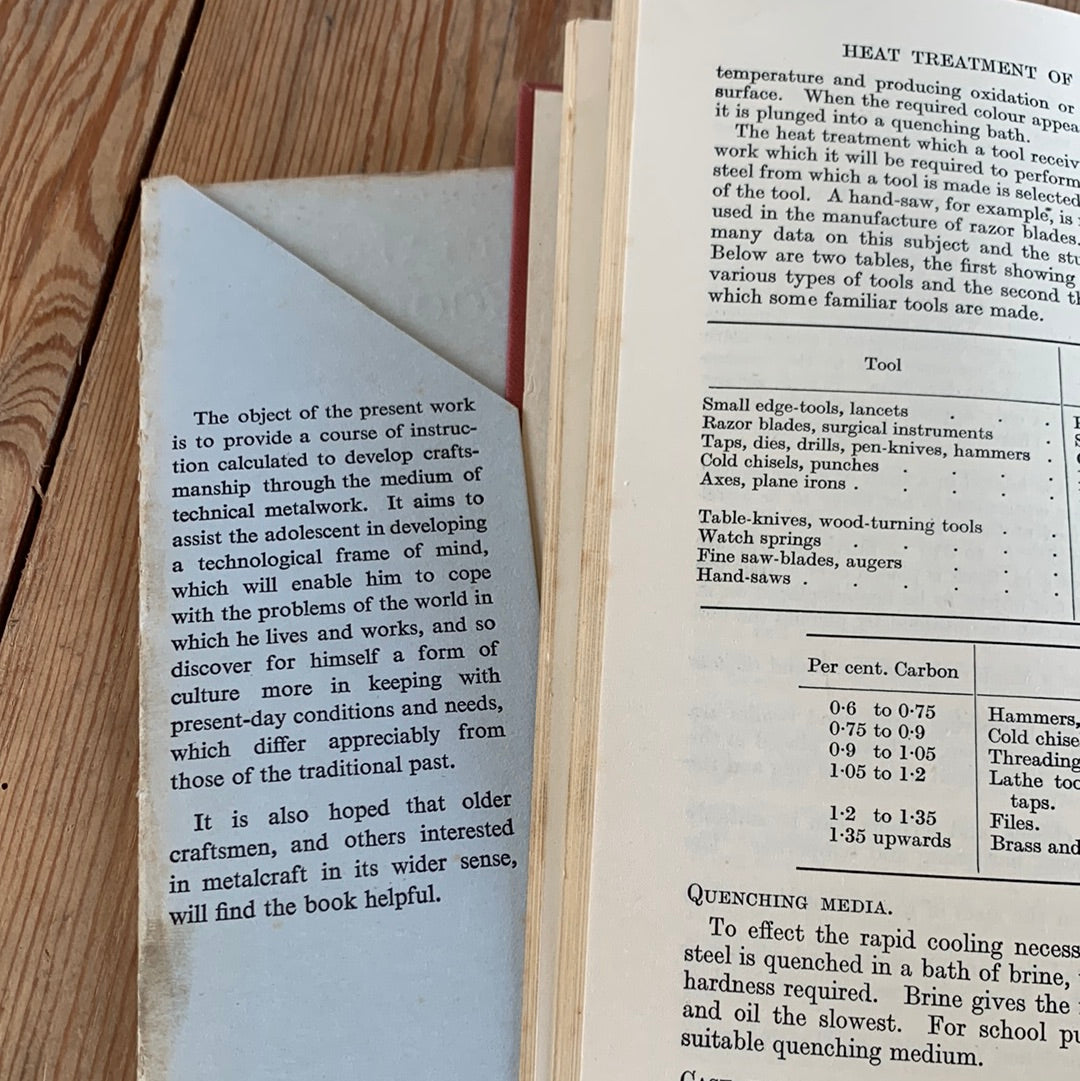 The object of the present work
is to provide a course of instruc-
tion calculated to develop crafts-
manship through the medium of
technical metalwork. It aims to
assist the adolescent in developing
a technological frame of mind,
which will enable him to cope
with the problems of the world in
which he lives and works, and so
discover for himself a form of
culture more in keeping with
present-day conditions and needs,
which differ appreciably from
those of the traditional past.
It is also hoped that older
craftsmen, and others interested
in metalcraft in its wider sense,
will find the book helpful.
HEAT TREATMENT OF
temperature and producing oxidation or
surface. When the required colour appea
it is plunged into a quenching bath.
The heat treatment which a tool receiv
work which it will be required to perform
steel from which a tool is made is selected
of the tool. A hand-saw, for example, is
used in the manufacture of razor blades.
many data on this subject and the stu
Below are two tables, the first showing
various types of tools and the second th
which some familiar tools are made.
Tool
Small edge-tools, lancets . .
Razor blades, surgical instruments .
Taps, dies, drills, pen-knives, hammers .
Cold chisels, punches . . . .
Axes, plane irons . . . . .
Table-knives, wood-turning tools . .
Watch springs . . . . .
Fine saw-blades, augers . . .
Hand-saws . . . . . .
Per cent. Carbon
0·6 to 0·75 Hammers,
0·75 to 0·9 Cold chise
0·9 to 1·05 Threading
1·05 to 1·2 Lathe too
taps.
1·2 to 1·35 Files.
1·35 upwards Brass and
QUENCHING MEDIA.
To effect the rapid cooling necess
steel is quenched in a bath of brine,
hardness required. Brine gives the
and oil the slowest. For school pu
suitable quenching medium.